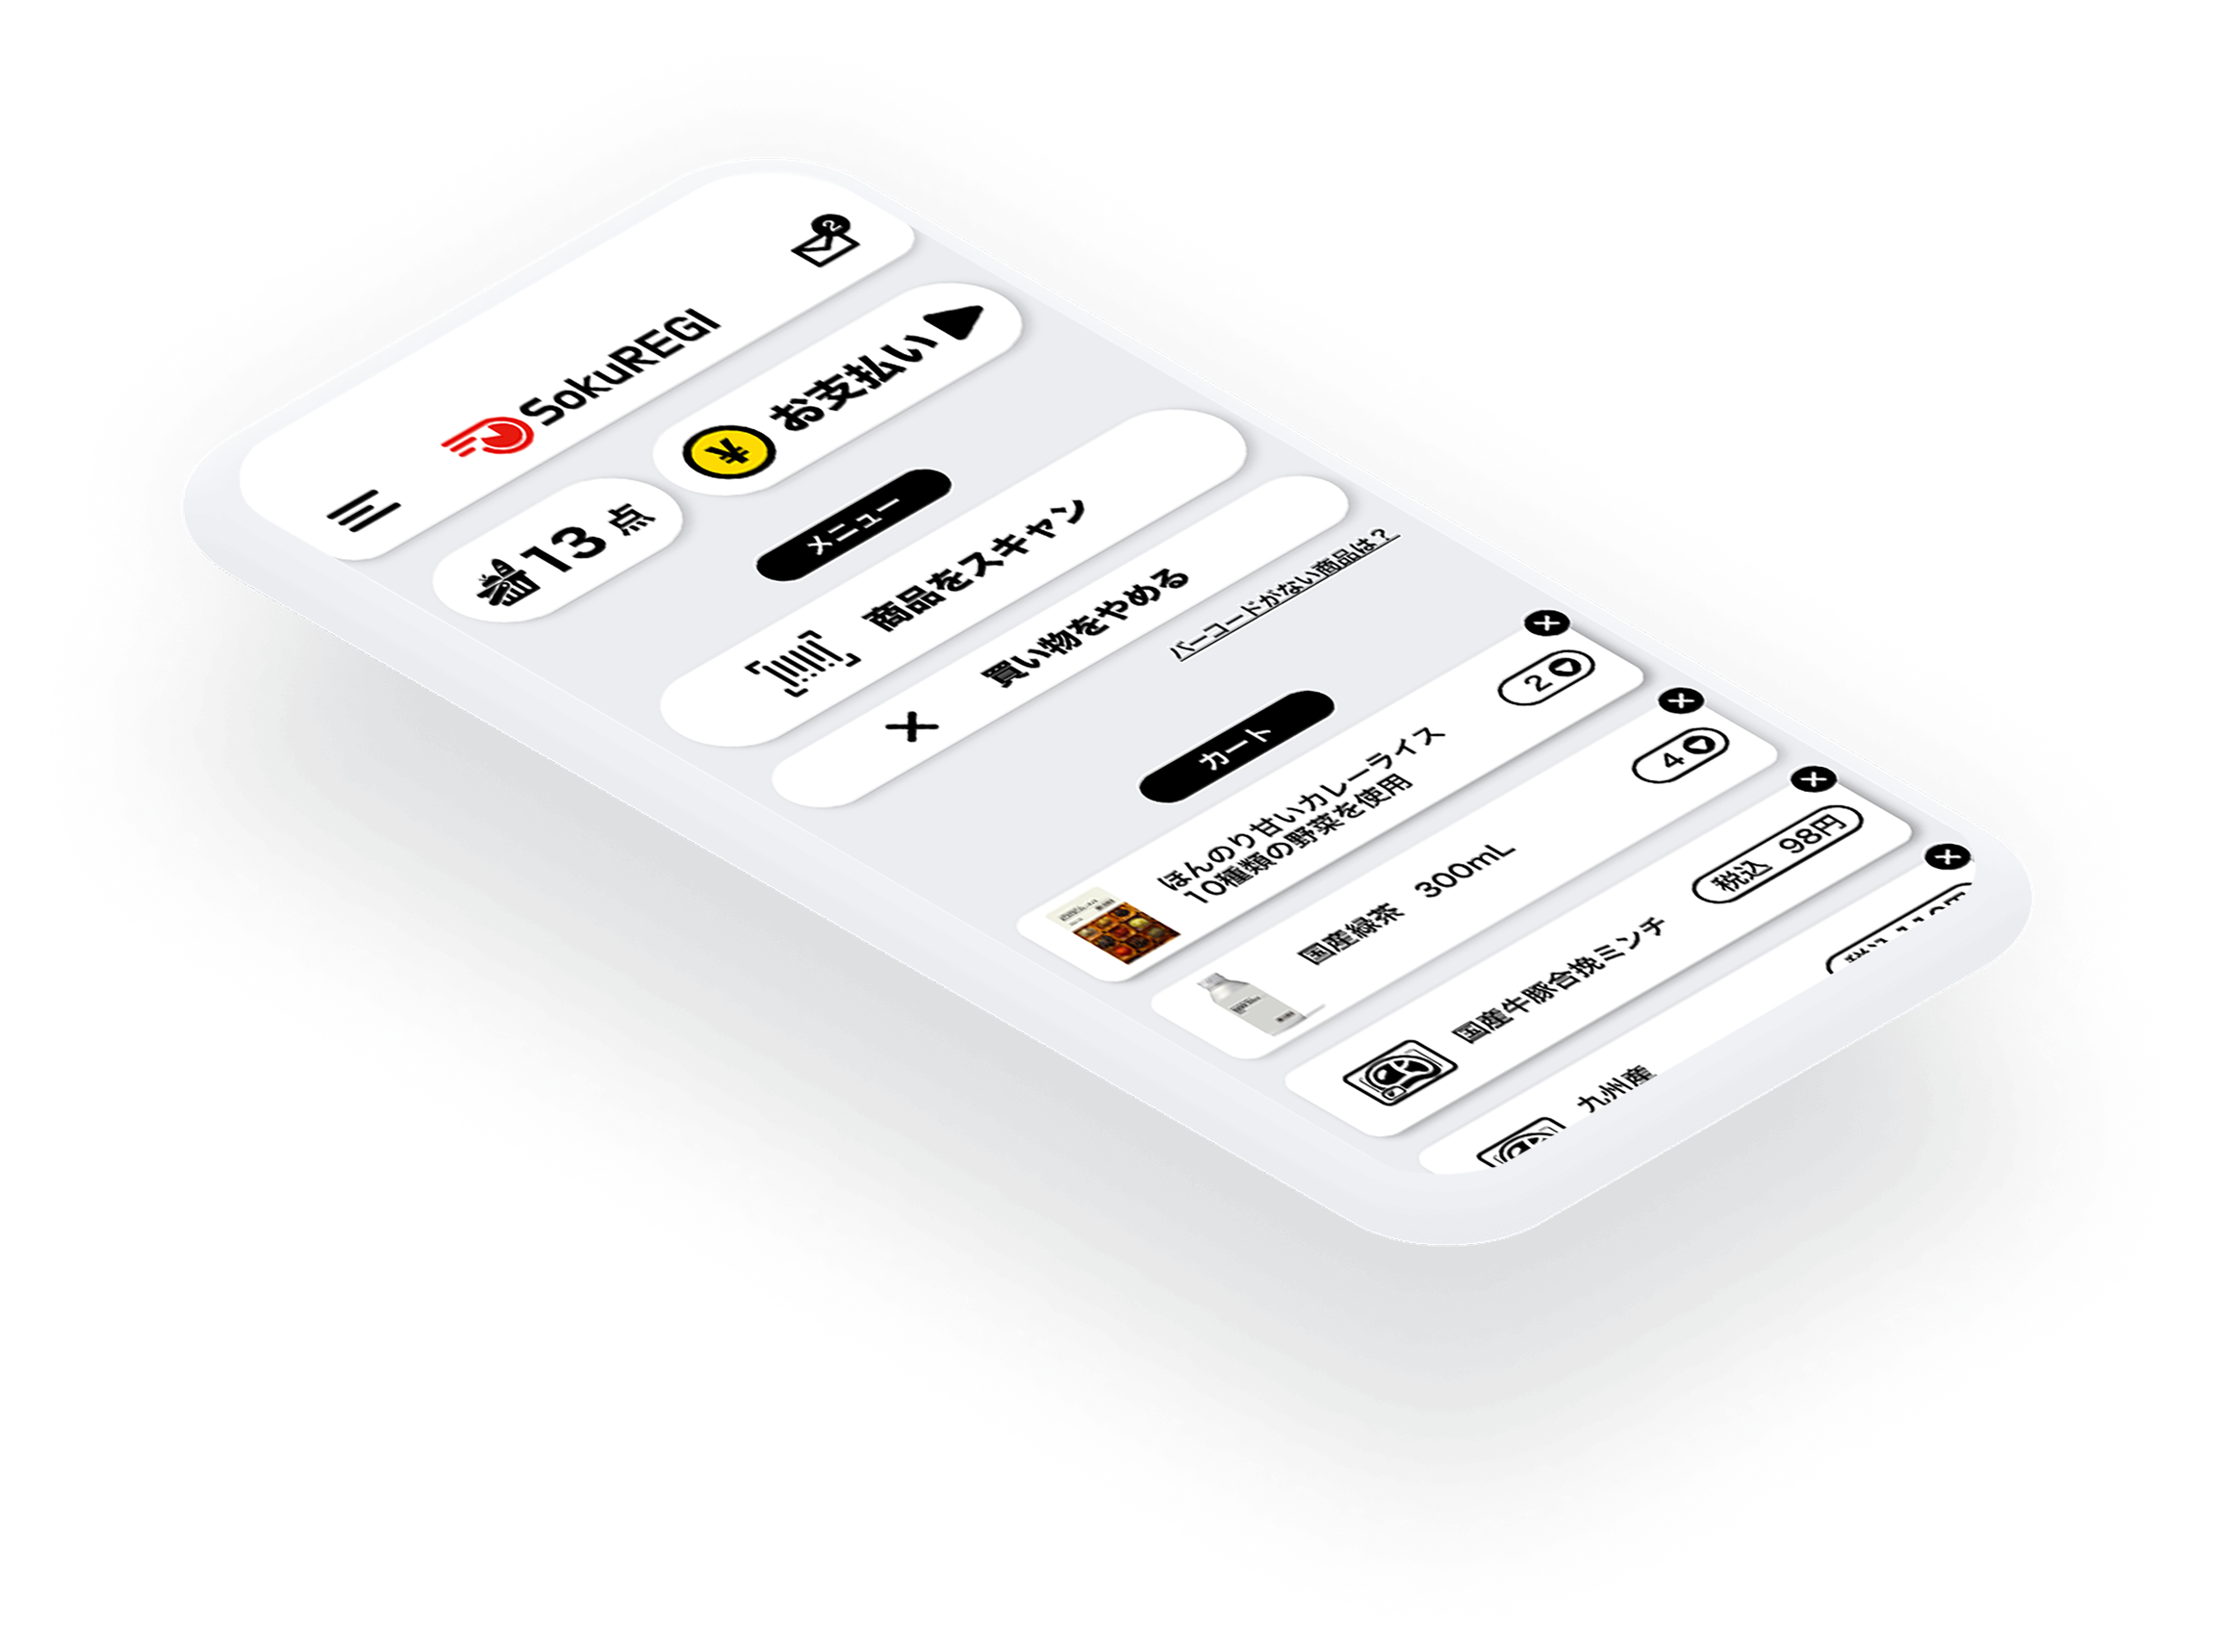 SokuREGI
2
13 点
¥ お支払い
メニュー
商品をスキャン
買い物をやめる
バーコードがない商品は？
カート
ほんのり甘いカレーライス
10種類の野菜を使用
2
国産緑茶 300mL
4
国産牛豚合挽ミンチ
税込 98円
九州産